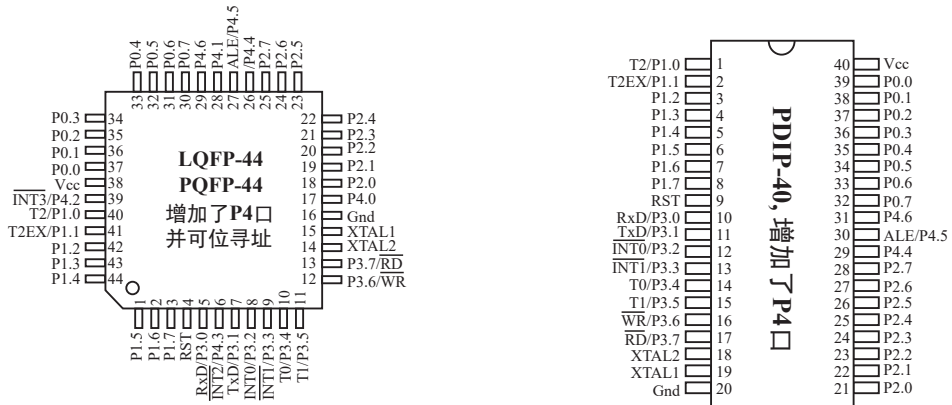 P0.4
P0.5
P0.6
P0.7
P4.6
P4.1
ALE/P4.5
/P4.4
P2.7
P2.6
P2.5
33
32
31
30
29
28
27
26
25
24
23
P0.3 34
P0.2 35
P0.1 36
P0.0 37
Vcc 38
INT3/P4.2 39
T2/P1.0 40
T2EX/P1.1 41
P1.2 42
P1.3 43
P1.4 44
LQFP-44
PQFP-44
增加了P4口
并可位寻址
22 P2.4
21 P2.3
20 P2.2
19 P2.1
18 P2.0
17 P4.0
16 Gnd
15 XTAL1
14 XTAL2
13 P3.7/RD
12 P3.6/WR
1
2
3
4
5
6
7
8
9
10
11
P1.5
P1.6
P1.7
RST
RxD/P3.0
INT2/P4.3
TxD/P3.1
INT0/P3.2
INT1/P3.3
T0/P3.4
T1/P3.5
T2/P1.0 1
T2EX/P1.1 2
P1.2 3
P1.3 4
P1.4 5
P1.5 6
P1.6 7
P1.7 8
RST 9
RxD/P3.0 10
TxD/P3.1 11
INT0/P3.2 12
INT1/P3.3 13
T0/P3.4 14
T1/P3.5 15
WR/P3.6 16
RD/P3.7 17
XTAL2 18
XTAL1 19
Gnd 20
PDIP-40,增加了P4口
40 Vcc
39 P0.0
38 P0.1
37 P0.2
36 P0.3
35 P0.4
34 P0.5
33 P0.6
32 P0.7
31 P4.6
30 ALE/P4.5
29 P4.4
28 P2.7
27 P2.6
26 P2.5
25 P2.4
24 P2.3
23 P2.2
22 P2.1
21 P2.0